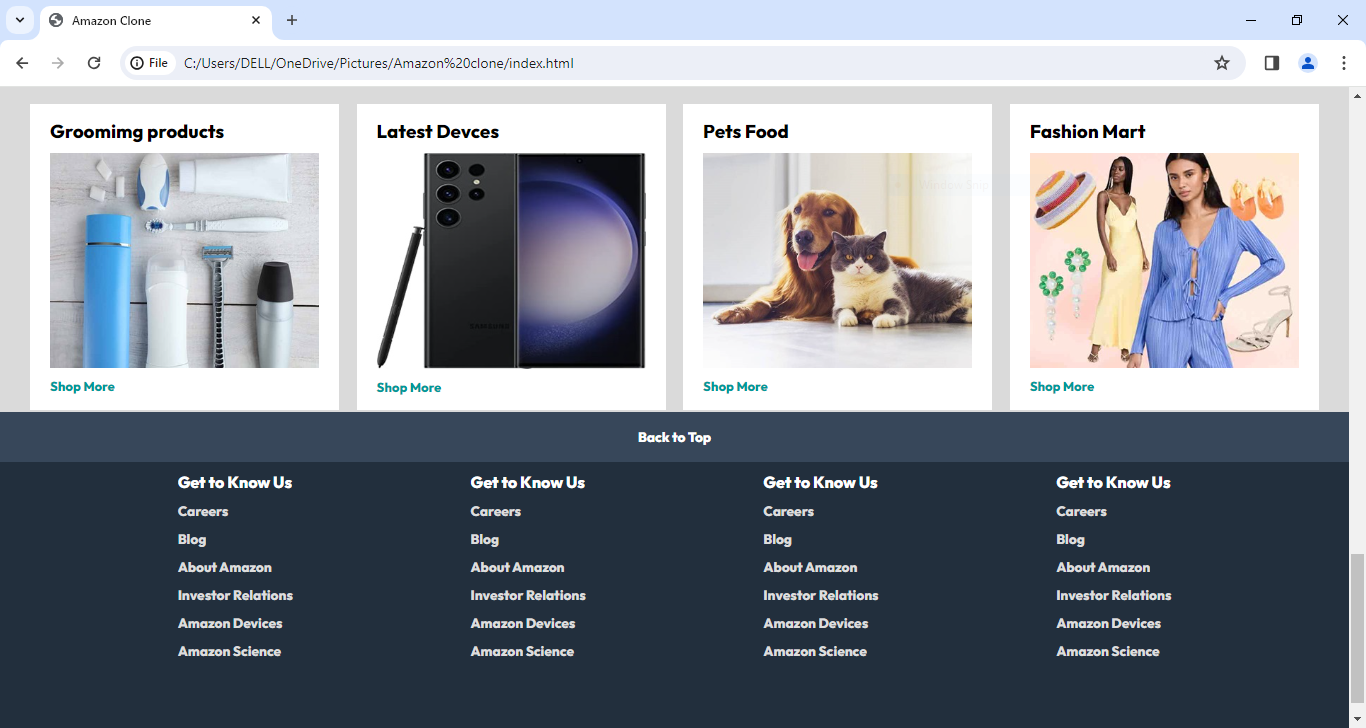 Amazon Clone
File C:/Users/DELL/OneDrive/Pictures/Amazon%20clone/index.html
Groomimg products
Latest Devces
Pets Food
Fashion Mart
SAMSUNG
Shop More
Shop More
Shop More
Shop More
Back to Top
Get to Know Us
Careers
Blog
About Amazon
Investor Relations
Amazon Devices
Amazon Science
Get to Know Us
Careers
Blog
About Amazon
Investor Relations
Amazon Devices
Amazon Science
Get to Know Us
Careers
Blog
About Amazon
Investor Relations
Amazon Devices
Amazon Science
Get to Know Us
Careers
Blog
About Amazon
Investor Relations
Amazon Devices
Amazon Science